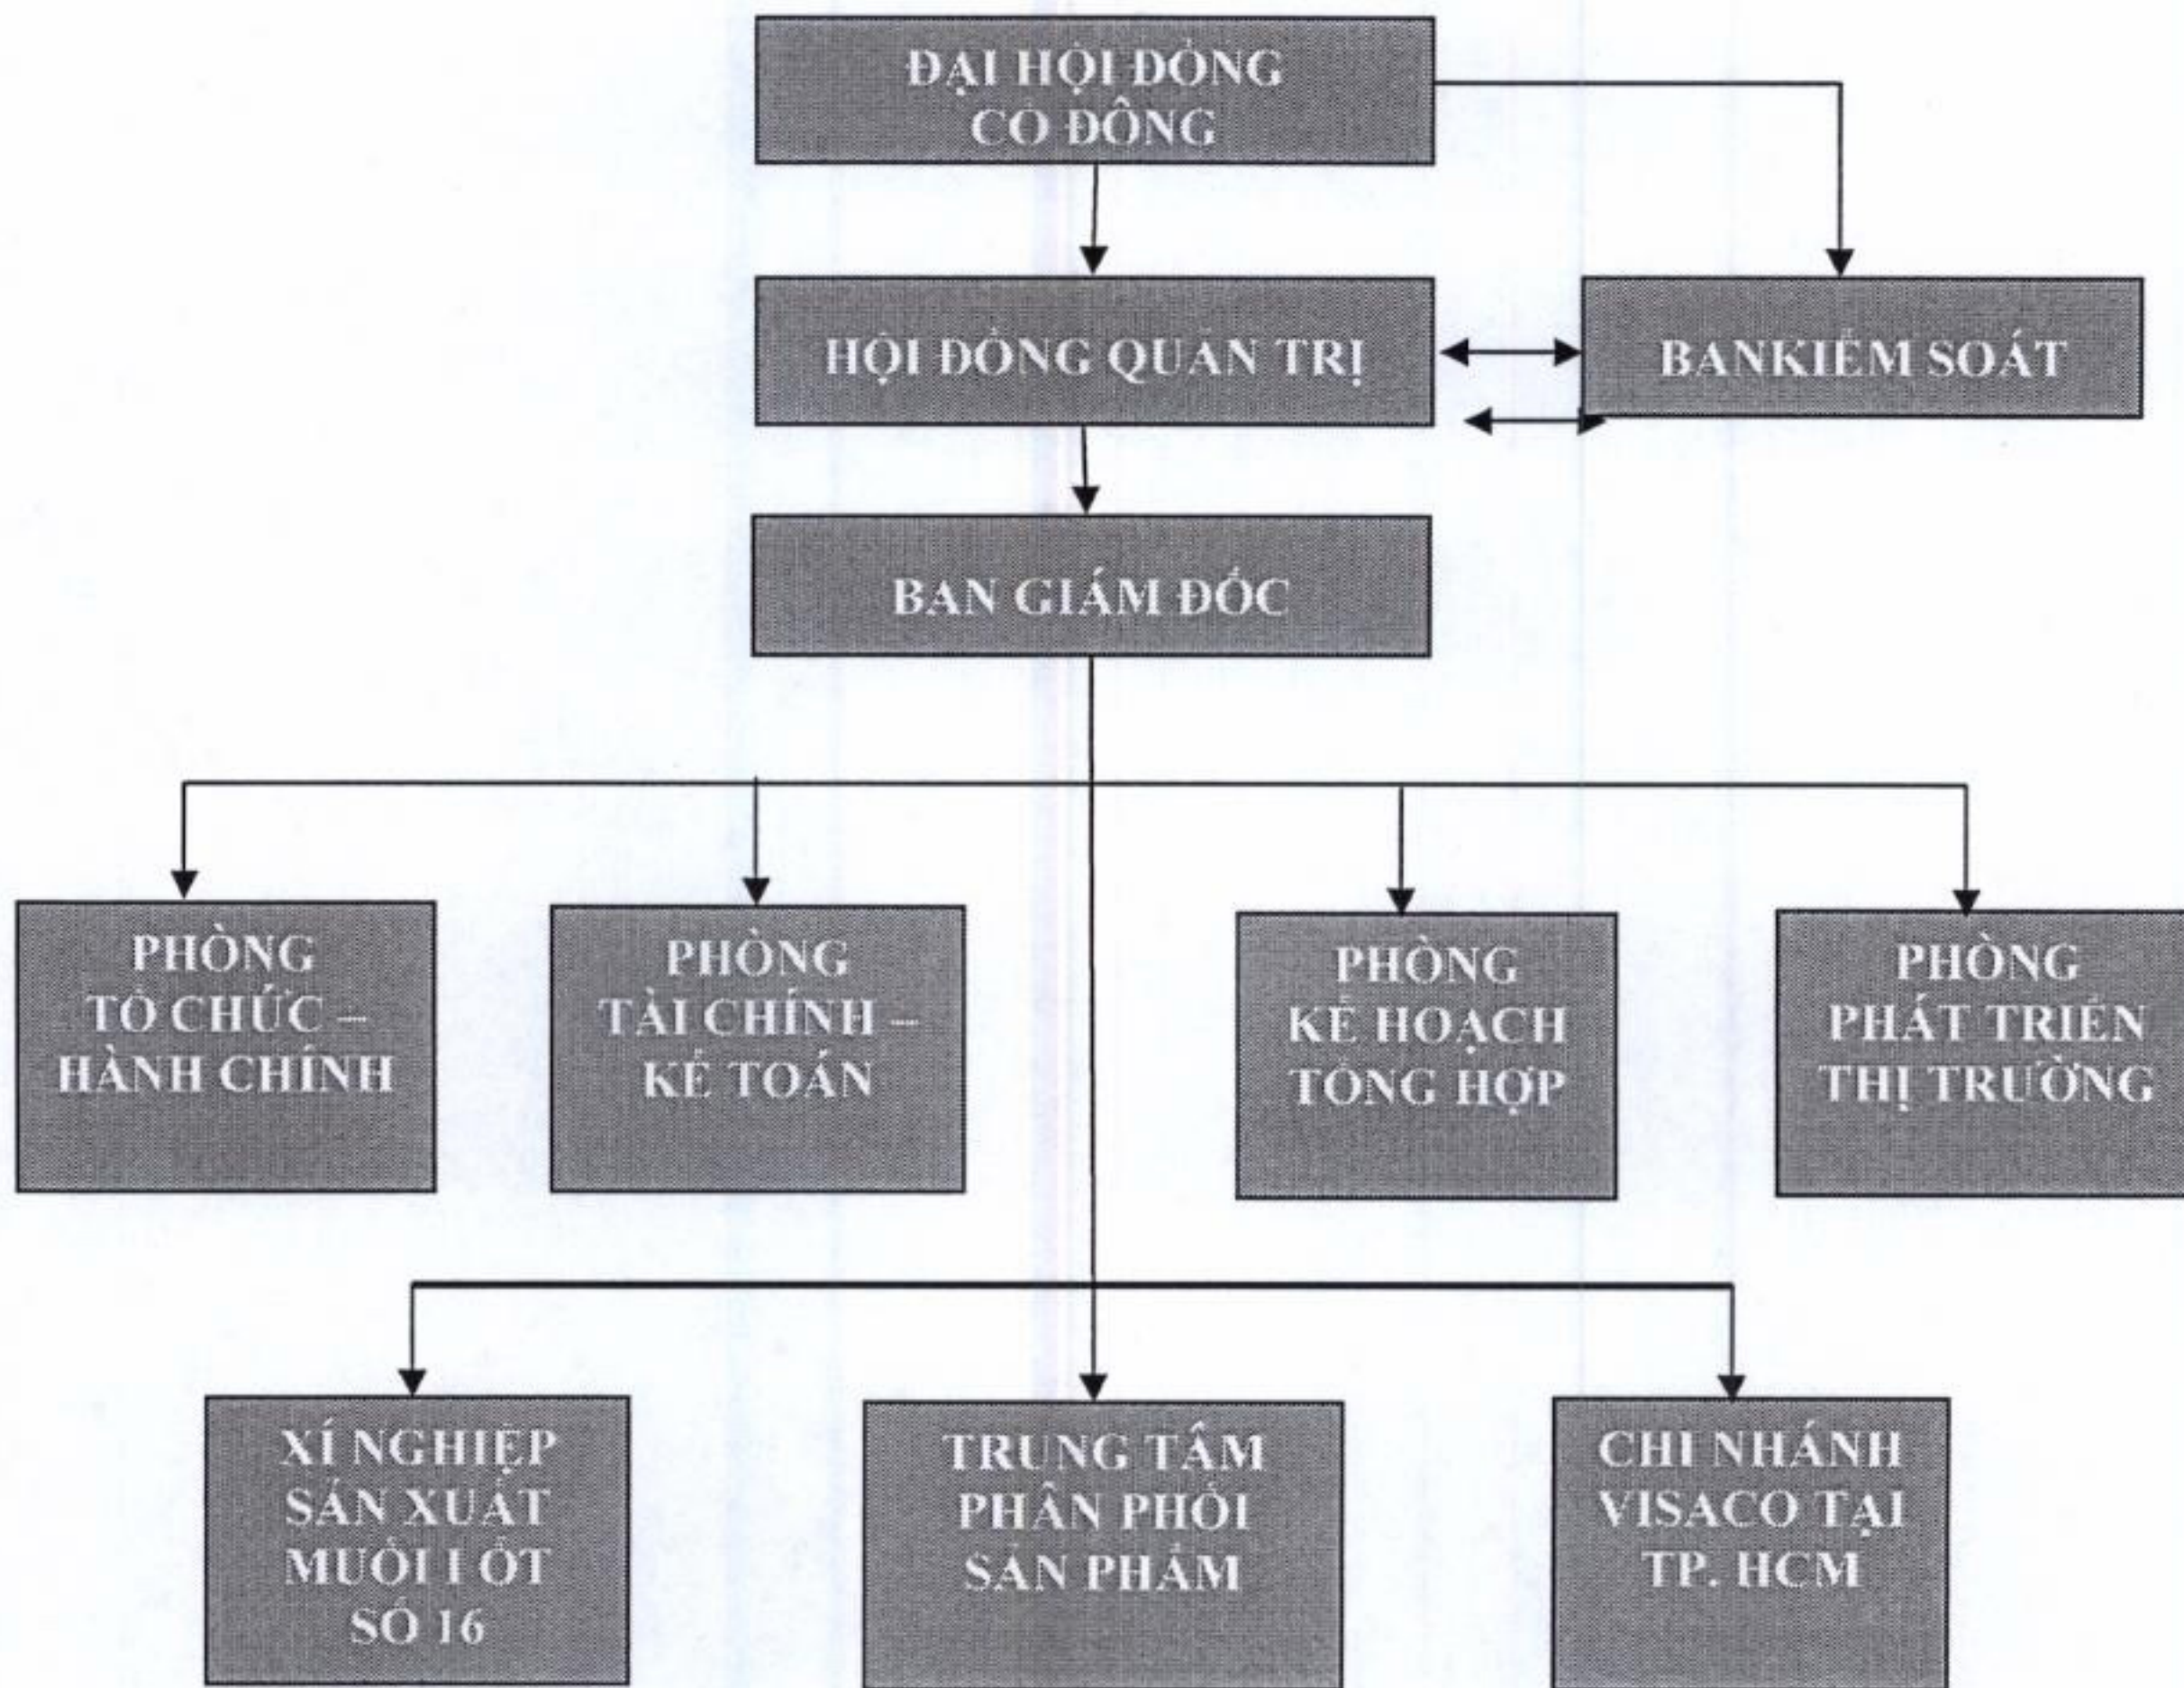 ĐẠI HỘI ĐỒNG
CỔ ĐÔNG
HỘI ĐỒNG QUẢN TRỊ
BANKIỂM SOÁT
BAN GIÁM ĐỐC
PHÒNG
TỔ CHỨC –
HÀNH CHÍNH
PHÒNG
TÀI CHÍNH –
KẾ TOÁN
PHÒNG
KẾ HOẠCH
TỔNG HỢP
PHÒNG
PHÁT TRIỂN
THỊ TRƯỜNG
XÍ NGHIỆP
SẢN XUẤT
MUỐI I ỐT
SỐ 16
TRUNG TÂM
PHÂN PHỐI
SẢN PHẨM
CHI NHÁNH
VISACO TẠI
TP. HCM